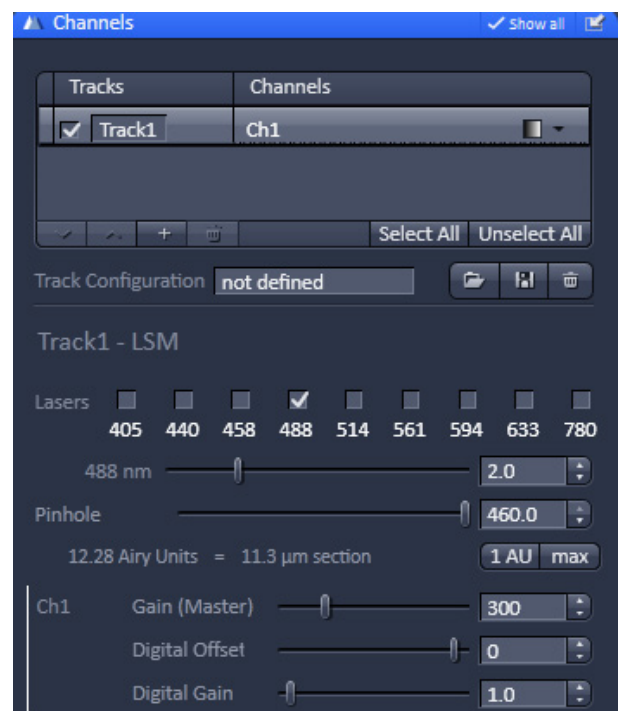 Channels Show all
Tracks Channels
Track1 Ch1
Select All Unselect All
Track Configuration not defined
Track1 - LSM
Lasers
405 440 458 488 514 561 594 633 780
488 nm 2.0
Pinhole 460.0
12.28 Airy Units = 11.3 µm section 1 AU max
Ch1 Gain (Master) 300
Digital Offset 0
Digital Gain 1.0